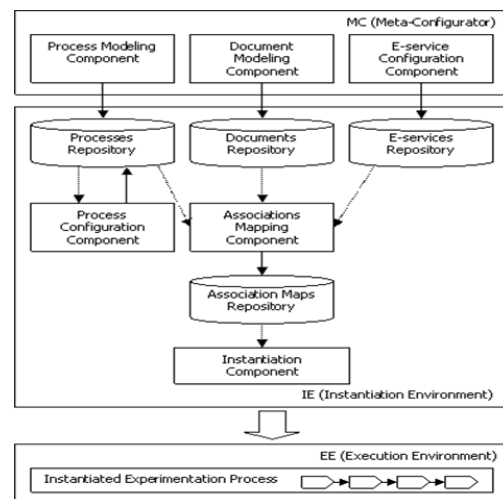 MC (Meta-Configurator)
Process Modeling
Component
Document
Modeling
Component
E-service
Configuration
Component
Processes
Repository
Documents
Repository
E-services
Repository
Process
Configuration
Component
Associations
Mapping
Component
Association Maps
Repository
Instantiation
Component
IE (Instantiation Environment)
EE (Execution Environment)
Instantiated Experimentation Process